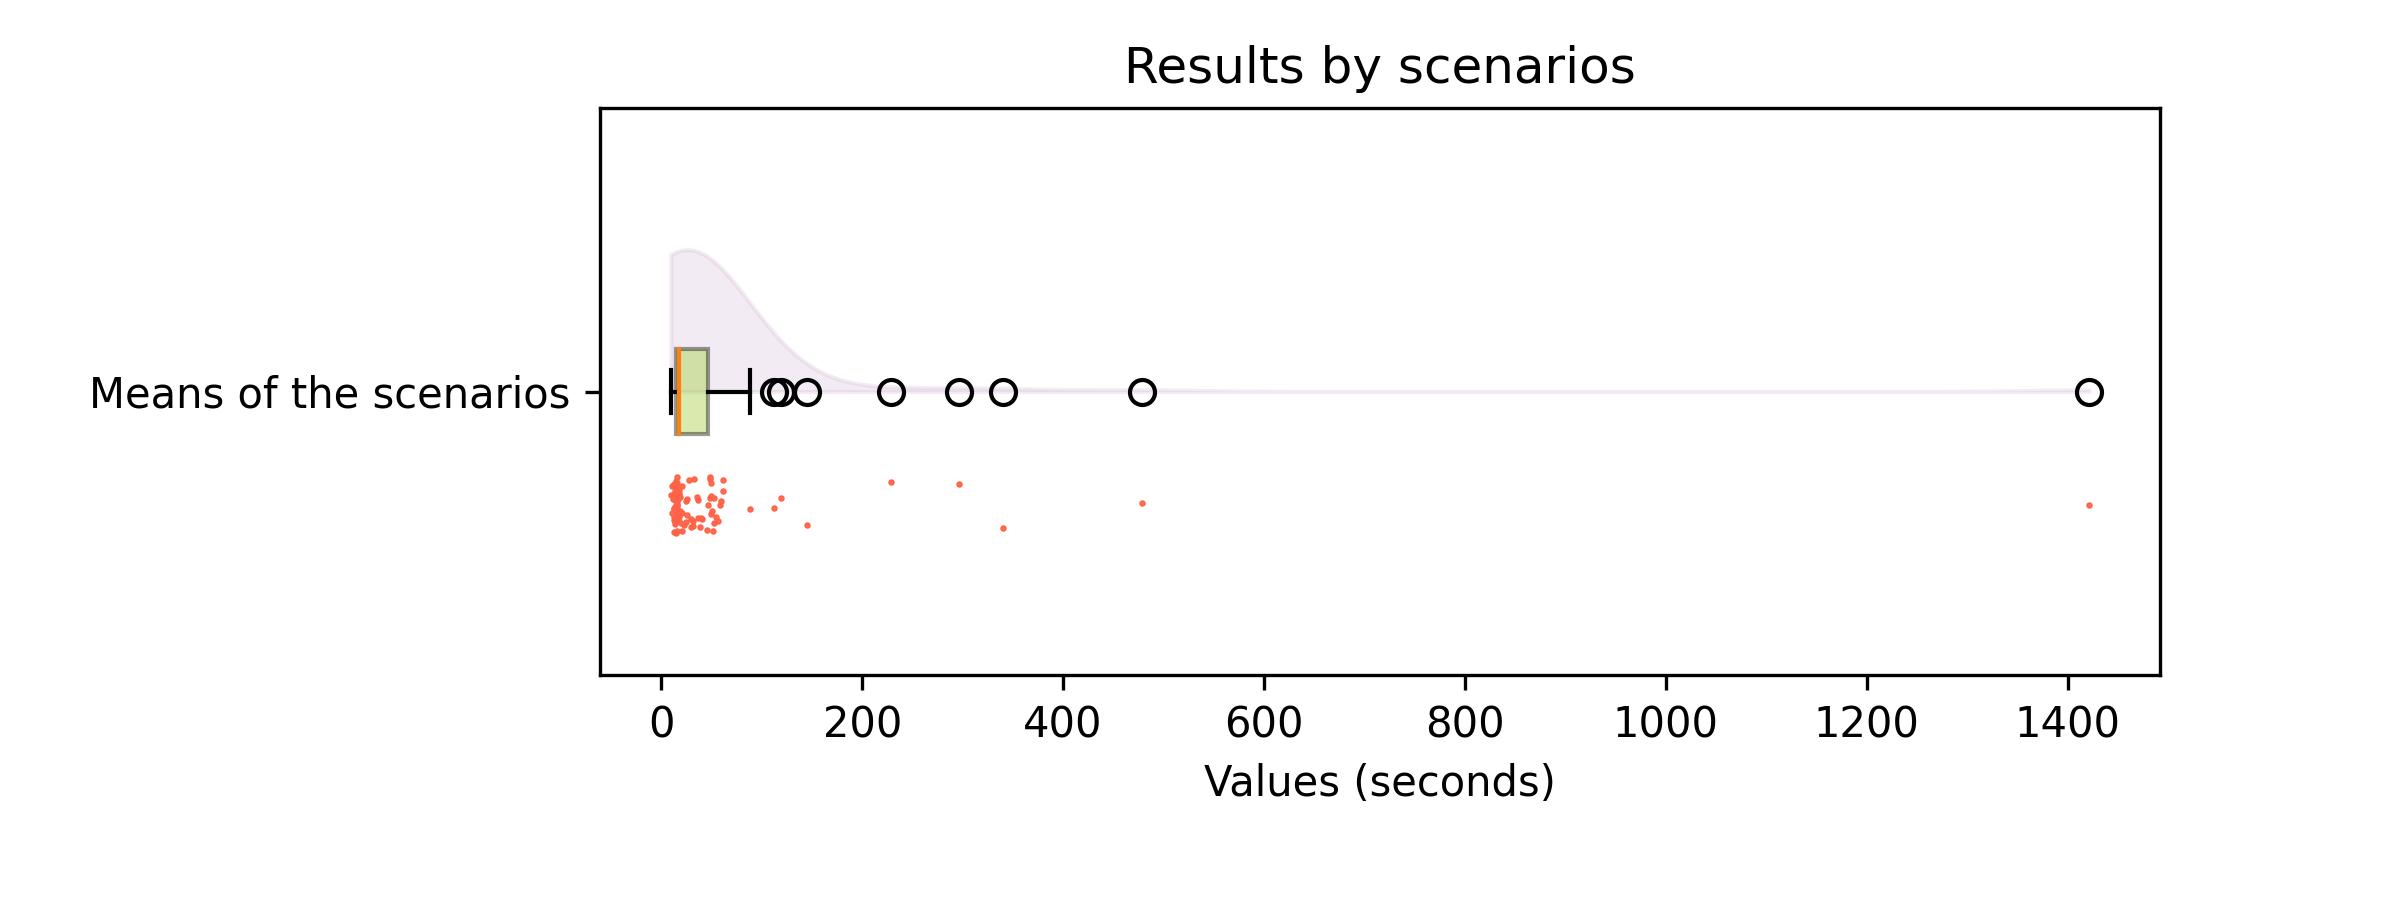 Results by scenarios
Means of the scenarios
0 200 400 600 800 1000 1200 1400
Values (seconds)